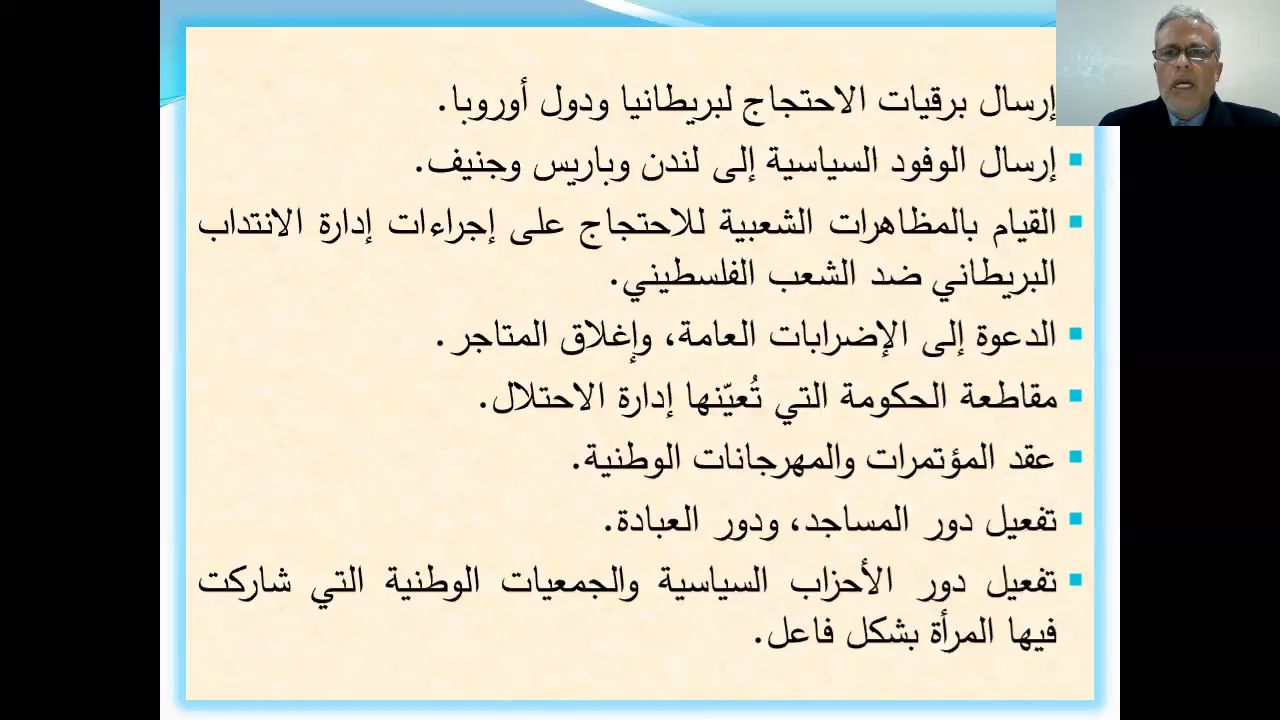 إرسال برقيات الاحتجاج لبريطانيا ودول أوروبا.
إرسال الوفود السياسية إلى لندن وباريس وجنيف.
القيام بالمظاهرات الشعبية للاحتجاج على إجراءات إدارة الانتداب
البريطاني ضد الشعب الفلسطيني.
الدعوة إلى الإضرابات العامة، وإغلاق المتاجر.
مقاطعة الحكومة التي تُعيّنها إدارة الاحتلال.
عقد المؤتمرات والمهرجانات الوطنية.
تفعيل دور المساجد، ودور العبادة.
تفعيل دور الأحزاب السياسية والجمعيات الوطنية التي شاركت
فيها المرأة بشكل فاعل.